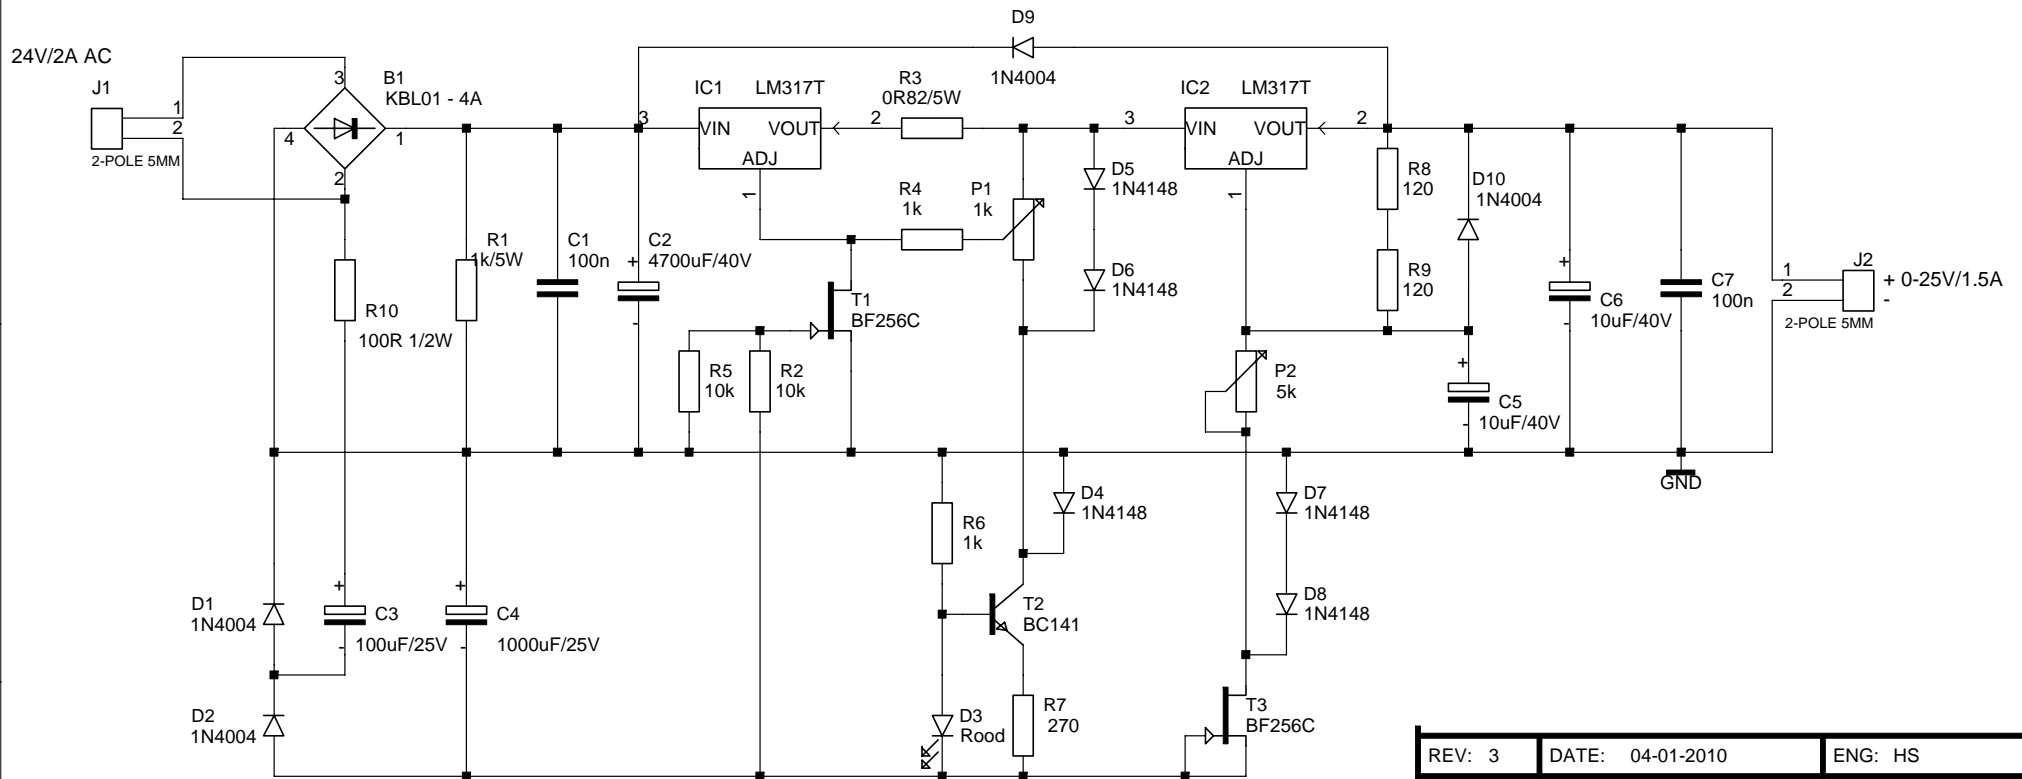 D9
24V/2A AC
1N4004
J1
1
2
2-POLE 5MM
3
4
1
2
B1
KBL01 - 4A
IC1
LM317T
3
VIN
VOUT
ADJ
1
2
R3
0R82/5W
IC2
LM317T
3
VIN
VOUT
ADJ
1
2
D5
1N4148
R8
120
D10
1N4004
R4
1k
P1
1k
R1
1k/5W
C1
100n
C2
+ 4700uF/40V
-
D6
1N4148
R9
120
+
C6
10uF/40V
-
C7
100n
J2
1
2
+ 0-25V/1.5A
-
2-POLE 5MM
R10
100R 1/2W
T1
BF256C
R5
10k
R2
10k
P2
5k
+
C5
10uF/40V
-
GND
D4
1N4148
D7
1N4148
R6
1k
D1
1N4004
+
C3
100uF/25V
-
+
C4
1000uF/25V
-
T2
BC141
D8
1N4148
D2
1N4004
D3
Rood
R7
270
T3
BF256C
REV: 3
DATE: 04-01-2010
ENG: HS